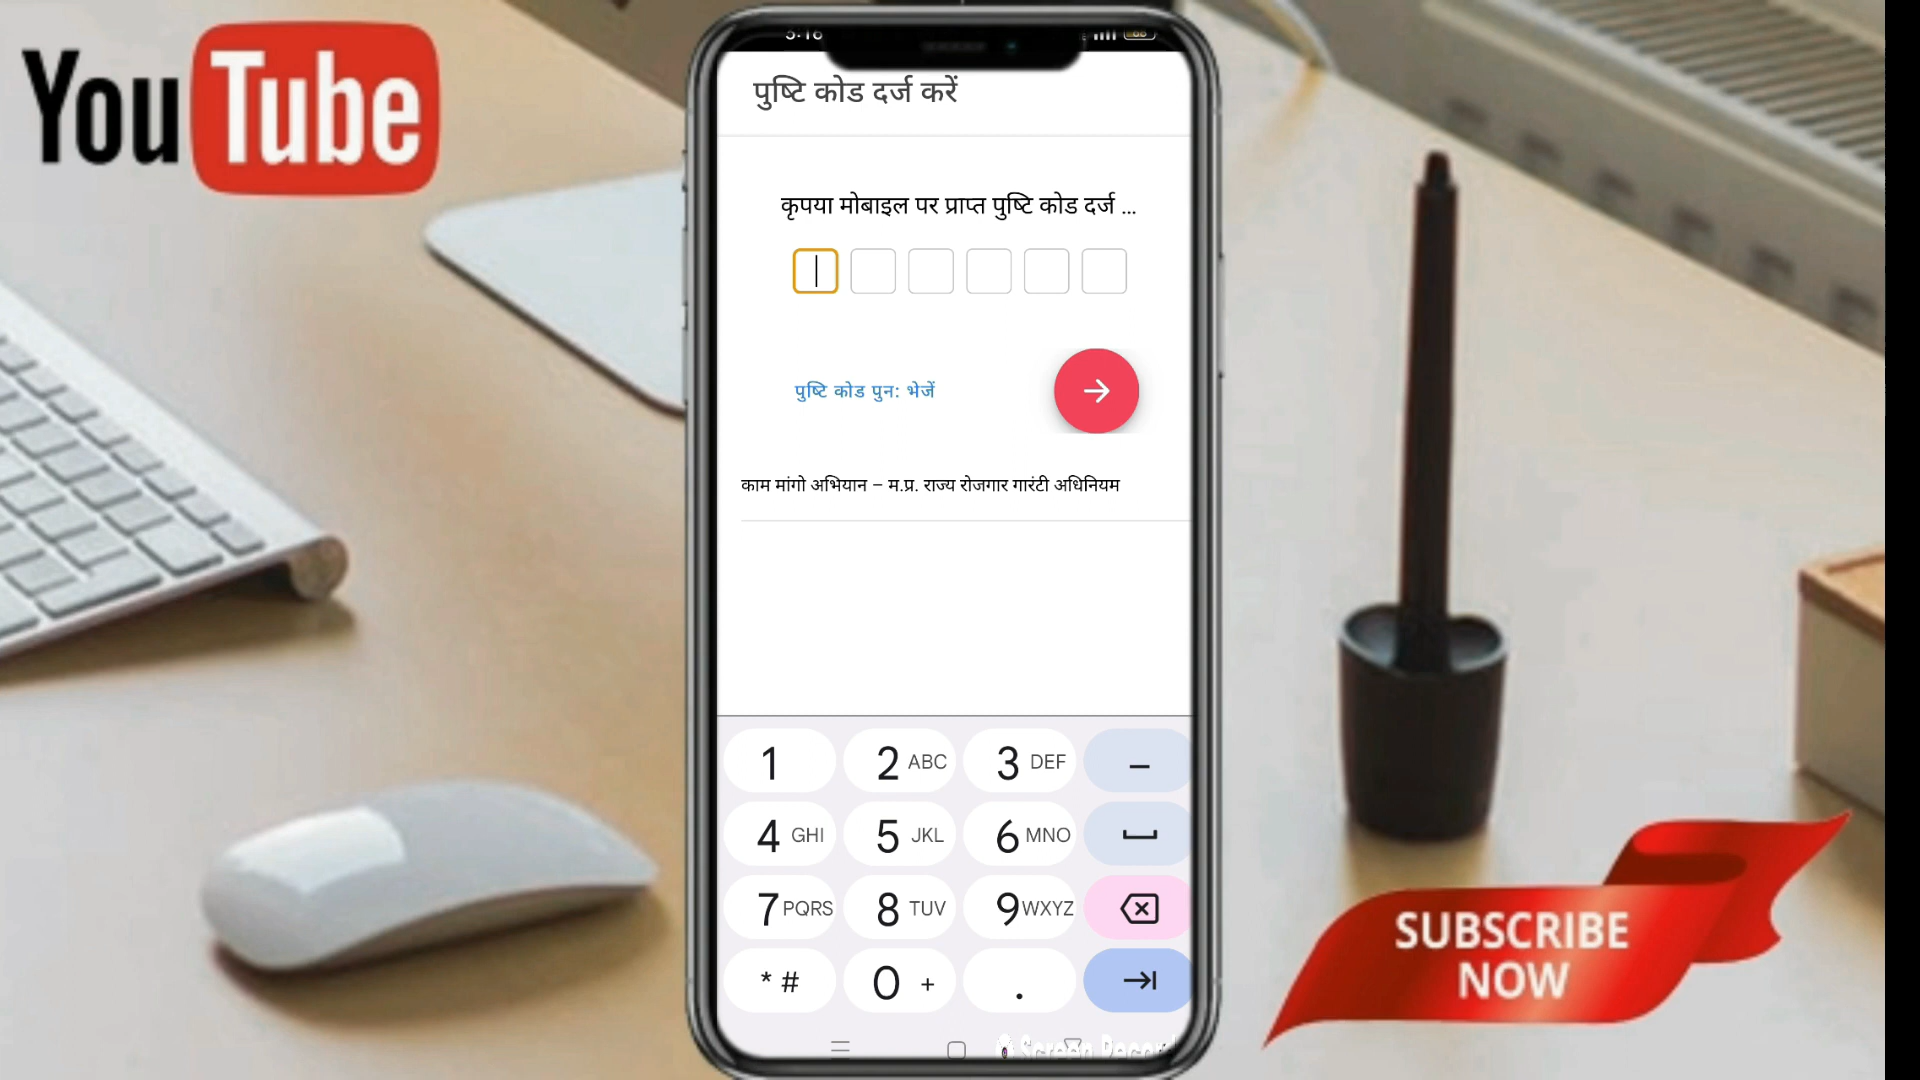 YouTube
पुष्टि कोड दर्ज करें
कृपया मोबाइल पर प्राप्त पुष्टि कोड दर्ज ...
पुष्टि कोड पुन: भेजें
काम मांगो अभियान – म.प्र. राज्य रोजगार गारंटी अधिनियम
1 2 ABC 3 DEF –
4 GHI 5 JKL 6 MNO
7 PQRS 8 TUV 9 WXYZ
* # 0 + .
SUBSCRIBE
NOW